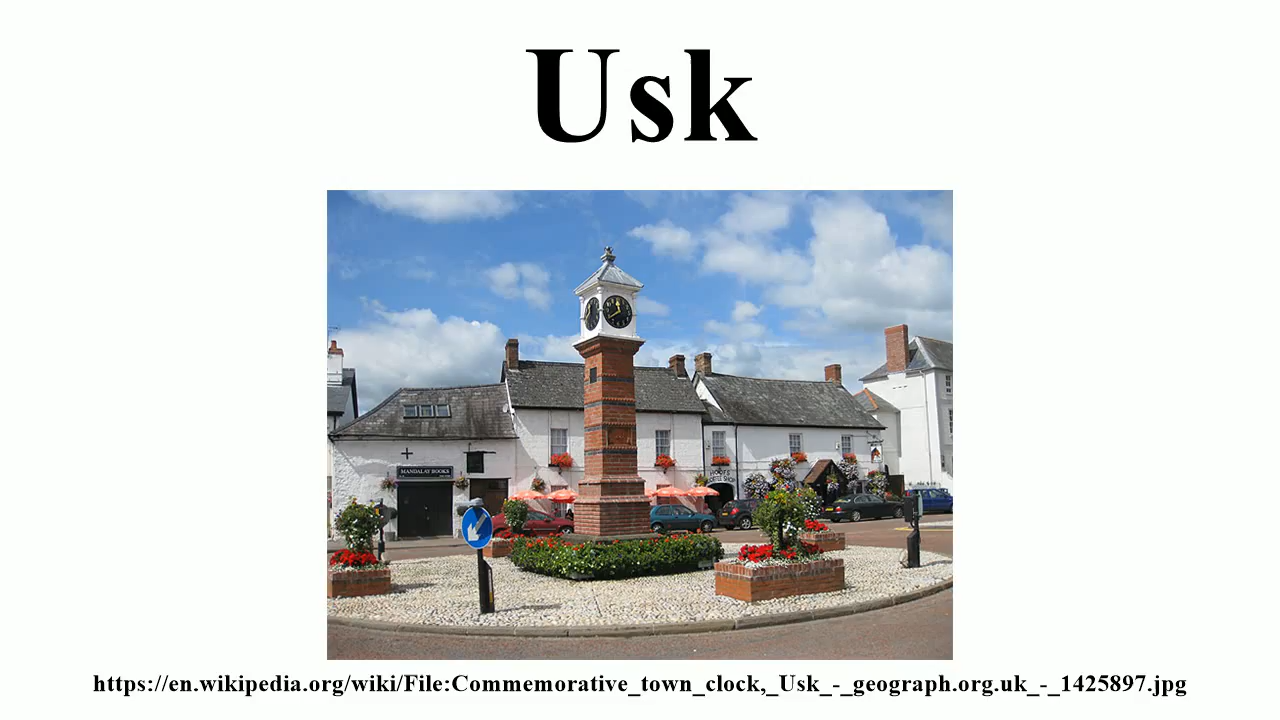 Usk
MANDALAY BOOKS
https://en.wikipedia.org/wiki/File:Commemorative_town_clock,_Usk_-_geograph.org.uk_-_1425897.jpg